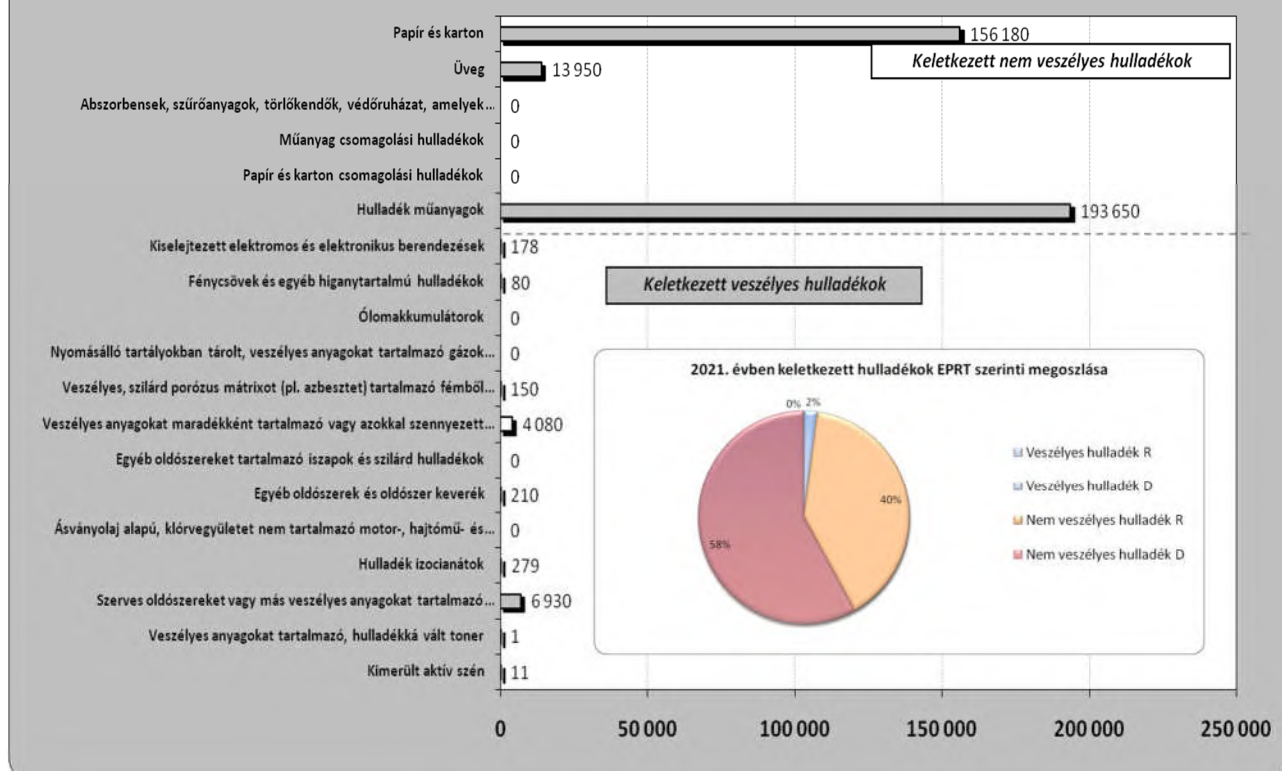 Papír és karton 156 180
Keletkezett nem veszélyes hulladékok
Üveg 13 950
Abszorbensek, szűrőanyagok, törlőkendők, védőruházat, amelyek... 0
Műanyag csomagolási hulladékok 0
Papír és karton csomagolási hulladékok 0
Hulladék műanyagok 193 650
Kiselejtezett elektromos és elektronikus berendezések 178
Fénycsövek és egyéb higanytartalmú hulladékok 80
Keletkezett veszélyes hulladékok
Ólomakkumulátorok 0
Nyomásálló tartályokban tárolt, veszélyes anyagokat tartalmazó gázok... 0
Veszélyes, szilárd porózus mátrixot (pl. azbesztet) tartalmazó fémből... 150
Veszélyes anyagokat maradékként tartalmazó vagy azokkal szennyezett... 4 080
Egyéb oldószereket tartalmazó iszapok és szilárd hulladékok 0
Egyéb oldószerek és oldószer keverék 210
Ásványolaj alapú, klórvegyületet nem tartalmazó motor-, hajtómű- és... 0
Hulladék izocianátok 279
Szerves oldószereket vagy más veszélyes anyagokat tartalmazó... 6 930
Veszélyes anyagokat tartalmazó, hulladékká vált toner 1
Kimerült aktív szén 11
0 50 000 100 000 150 000 200 000 250 000
2021. évben keletkezett hulladékok EPRT szerinti megoszlása
0% 2%
40%
58%
Veszélyes hulladék R
Veszélyes hulladék D
Nem veszélyes hulladék R
Nem veszélyes hulladék D